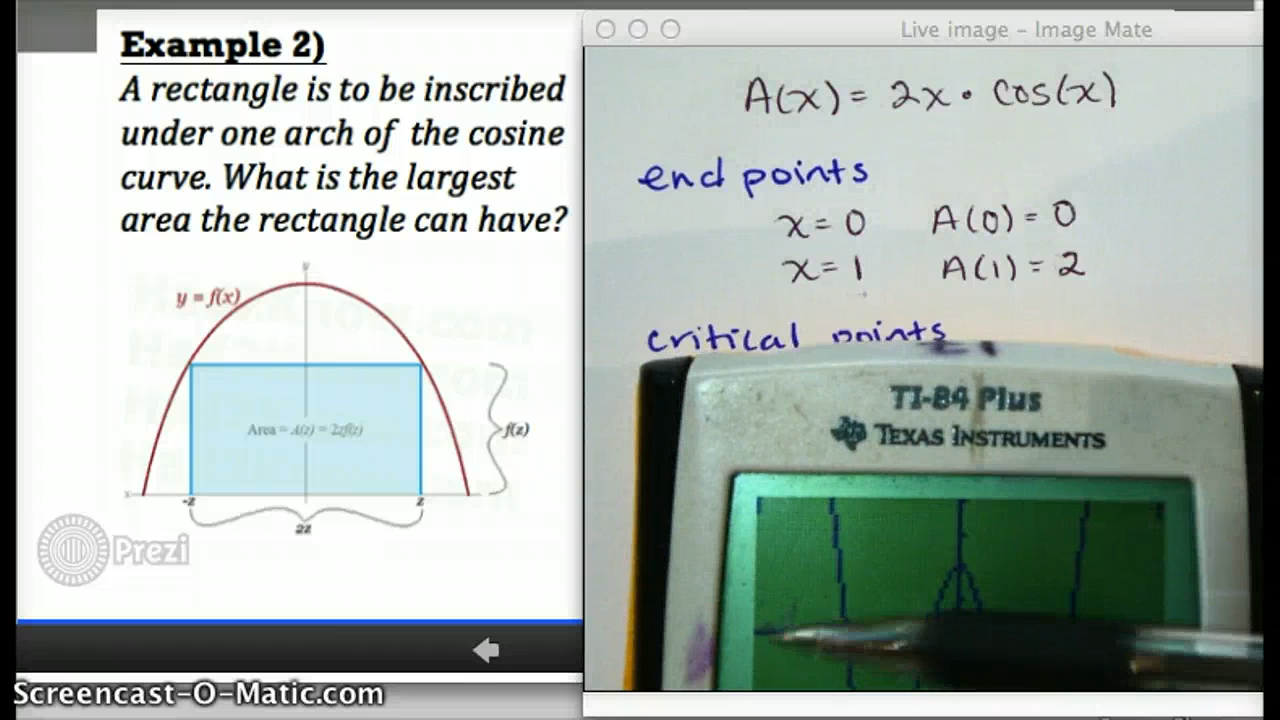 Example 2)
A rectangle is to be inscribed
under one arch of the cosine
curve. What is the largest
area the rectangle can have?
y
y = f(x)
Area = A(z) = 2zf(z)
f(z)
x
-z
z
2z
Prezi
Screencast-O-Matic.com
Live image - Image Mate
A(x) = 2x • cos(x)
end points
x = 0 A(0) = 0
x = 1 A(1) = 2
critical points
TI-84 Plus
TEXAS INSTRUMENTS